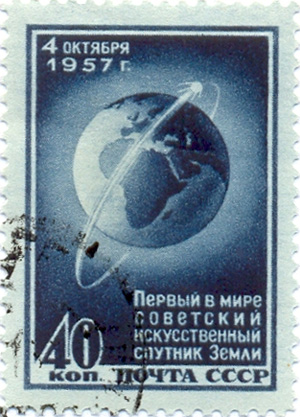 4 ОКТЯБРЯ
1957 г.
Первый в мире
советский
искусственный
спутник Земли
40
коп.
ПОЧТА СССР